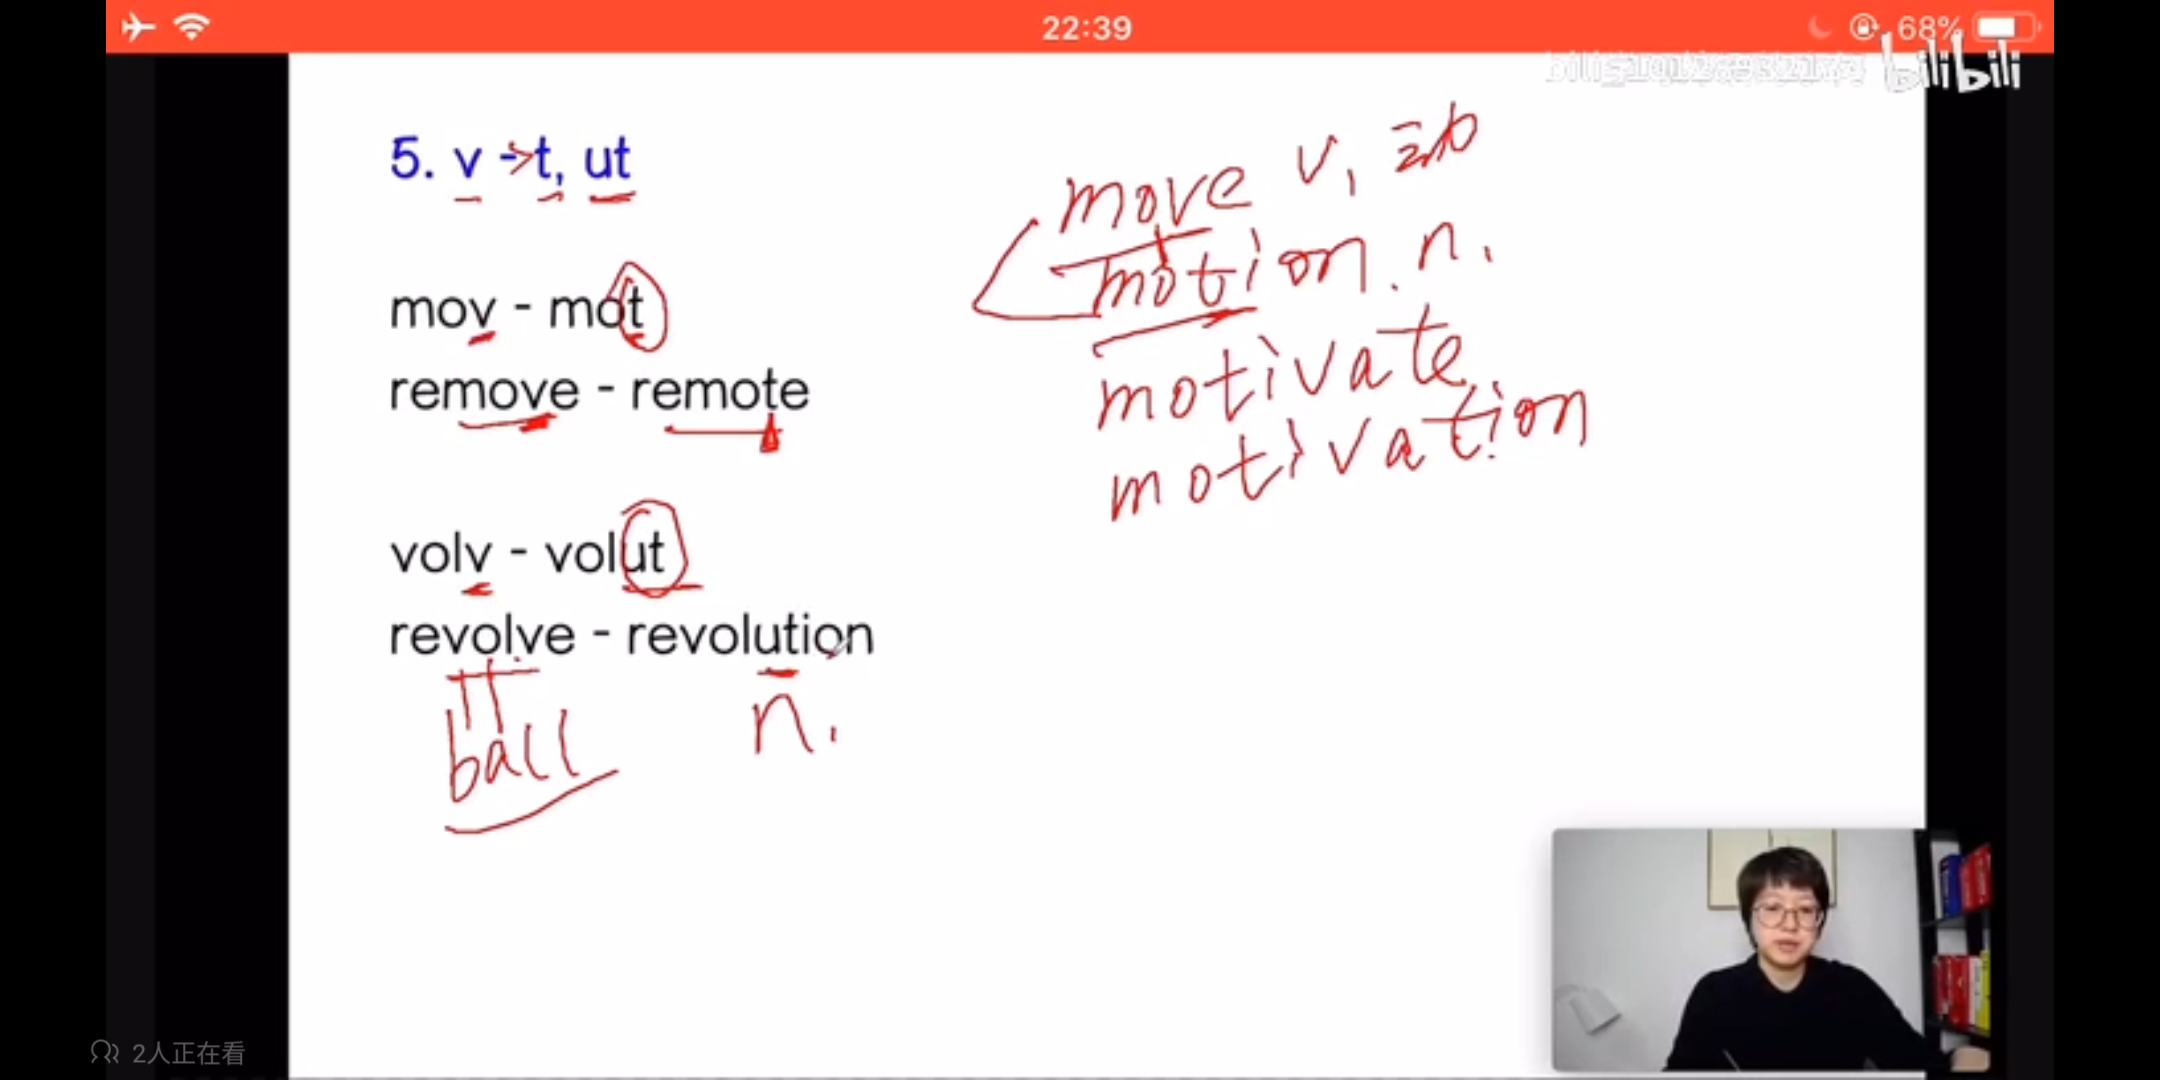 22:39
68%
bilibili
5. v ->t, ut
move v, 动
mov - mot
motion. n.
remove - remote
motivate
motivation
volv - volut
revolve - revolution
ball
n.
2人正在看